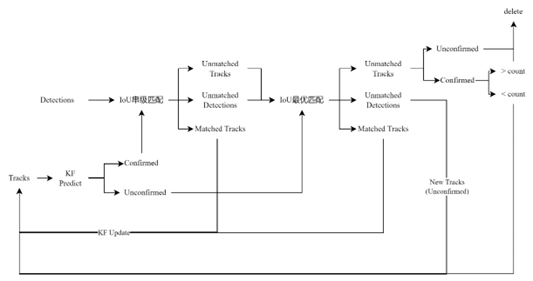 delete
Unmatched
Tracks
Unmatched
Tracks
Unconfirmed
> count
Confirmed
Detections
IoU串级匹配
Unmatched
Detections
IoU最优匹配
Unmatched
Detections
< count
Matched Tracks
Matched Tracks
Confirmed
Tracks
KF
Predict
Unconfirmed
New Tracks
(Unconfirmed)
KF Update